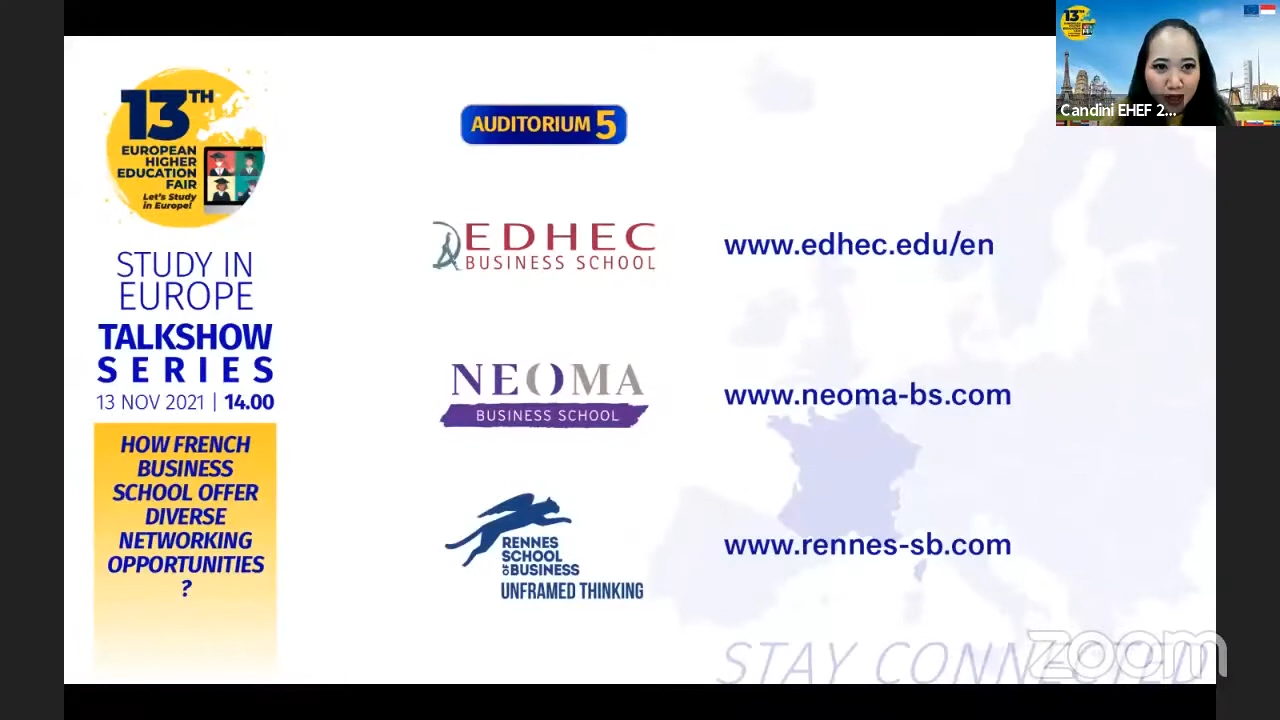 13TH
EUROPEAN
HIGHER
EDUCATION
FAIR
Let's Study
in Europe!
STUDY IN
EUROPE
TALKSHOW
SERIES
13 NOV 2021 | 14.00
HOW FRENCH
BUSINESS
SCHOOL OFFER
DIVERSE
NETWORKING
OPPORTUNITIES
?
AUDITORIUM 5
EDHEC
BUSINESS SCHOOL
www.edhec.edu/en
NEOMA
BUSINESS SCHOOL
www.neoma-bs.com
RENNES
SCHOOL
OF BUSINESS
UNFRAMED THINKING
www.rennes-sb.com
STAY CONNECTED
zoom
13TH
Candini EHEF 2...